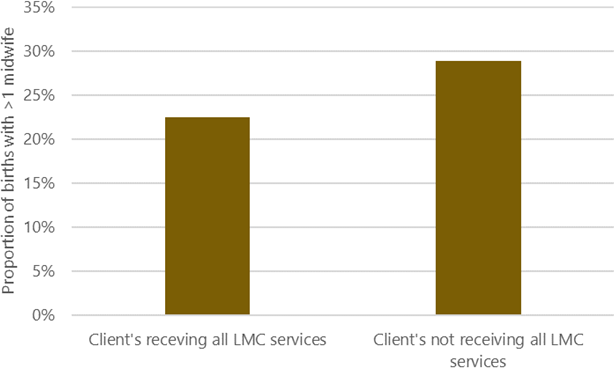 Proportion of births with >1 midwife
35%
30%
25%
20%
15%
10%
5%
0%
Client's receving all LMC services
Client's not receiving all LMC
services